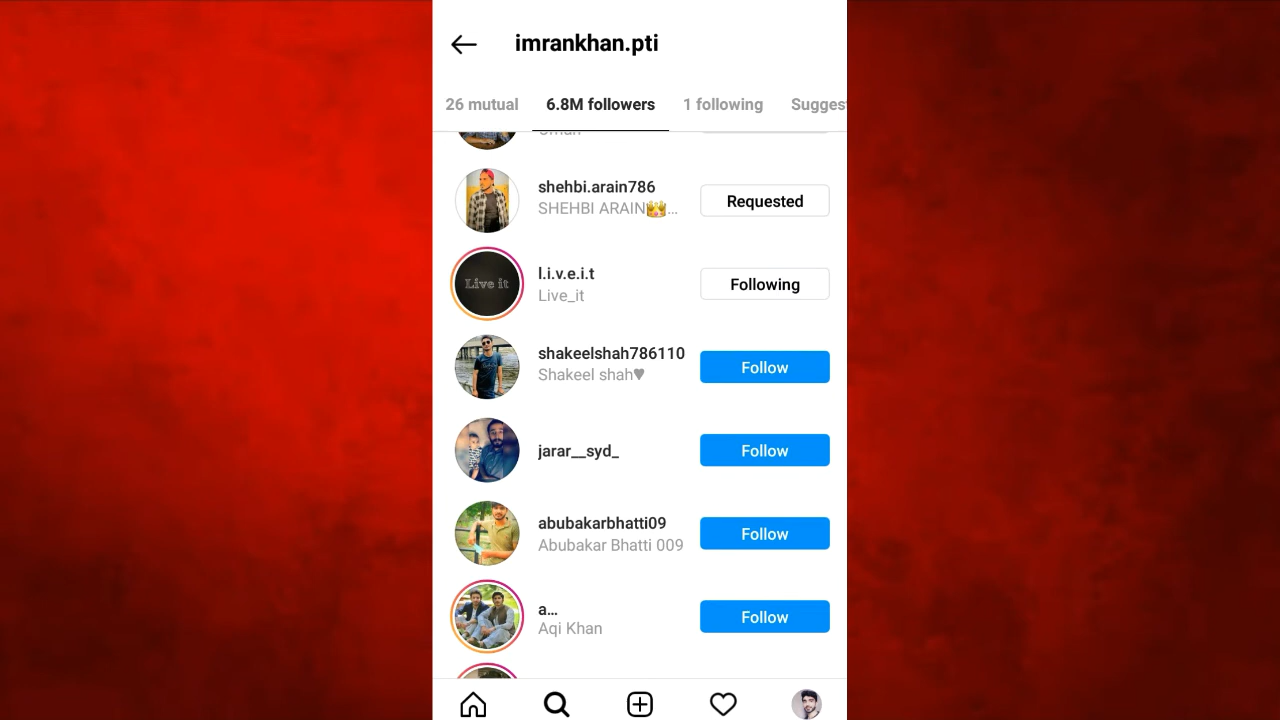 imrankhan.pti
26 mutual 6.8M followers 1 following Sugges
shehbi.arain786
SHEHBI ARAIN👑...
Requested
Live it
l.i.v.e.i.t
Live_it
Following
shakeelshah786110
Shakeel shah♥
Follow
jarar__syd_
Follow
abubakarbhatti09
Abubakar Bhatti 009
Follow
a...
Aqi Khan
Follow